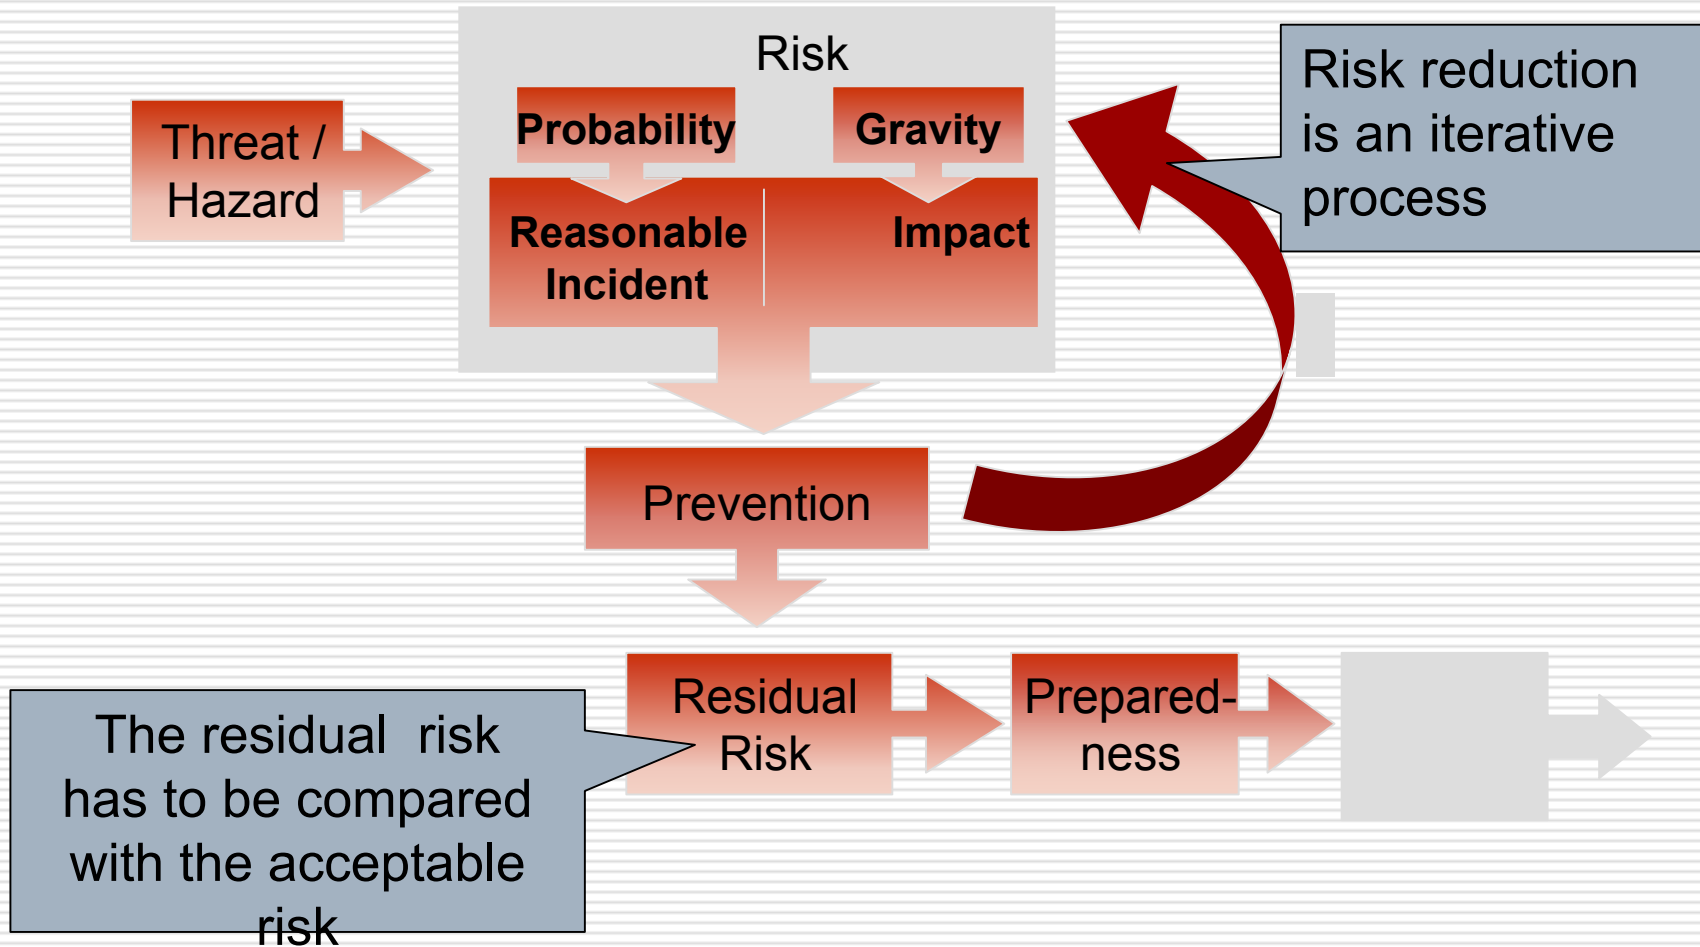 Risk
Threat /
Hazard
Probability
Gravity
Reasonable
Incident
Impact
Risk reduction
is an iterative
process
Prevention
Residual
Risk
Prepared-
ness
The residual  risk
has to be compared
with the acceptable
risk